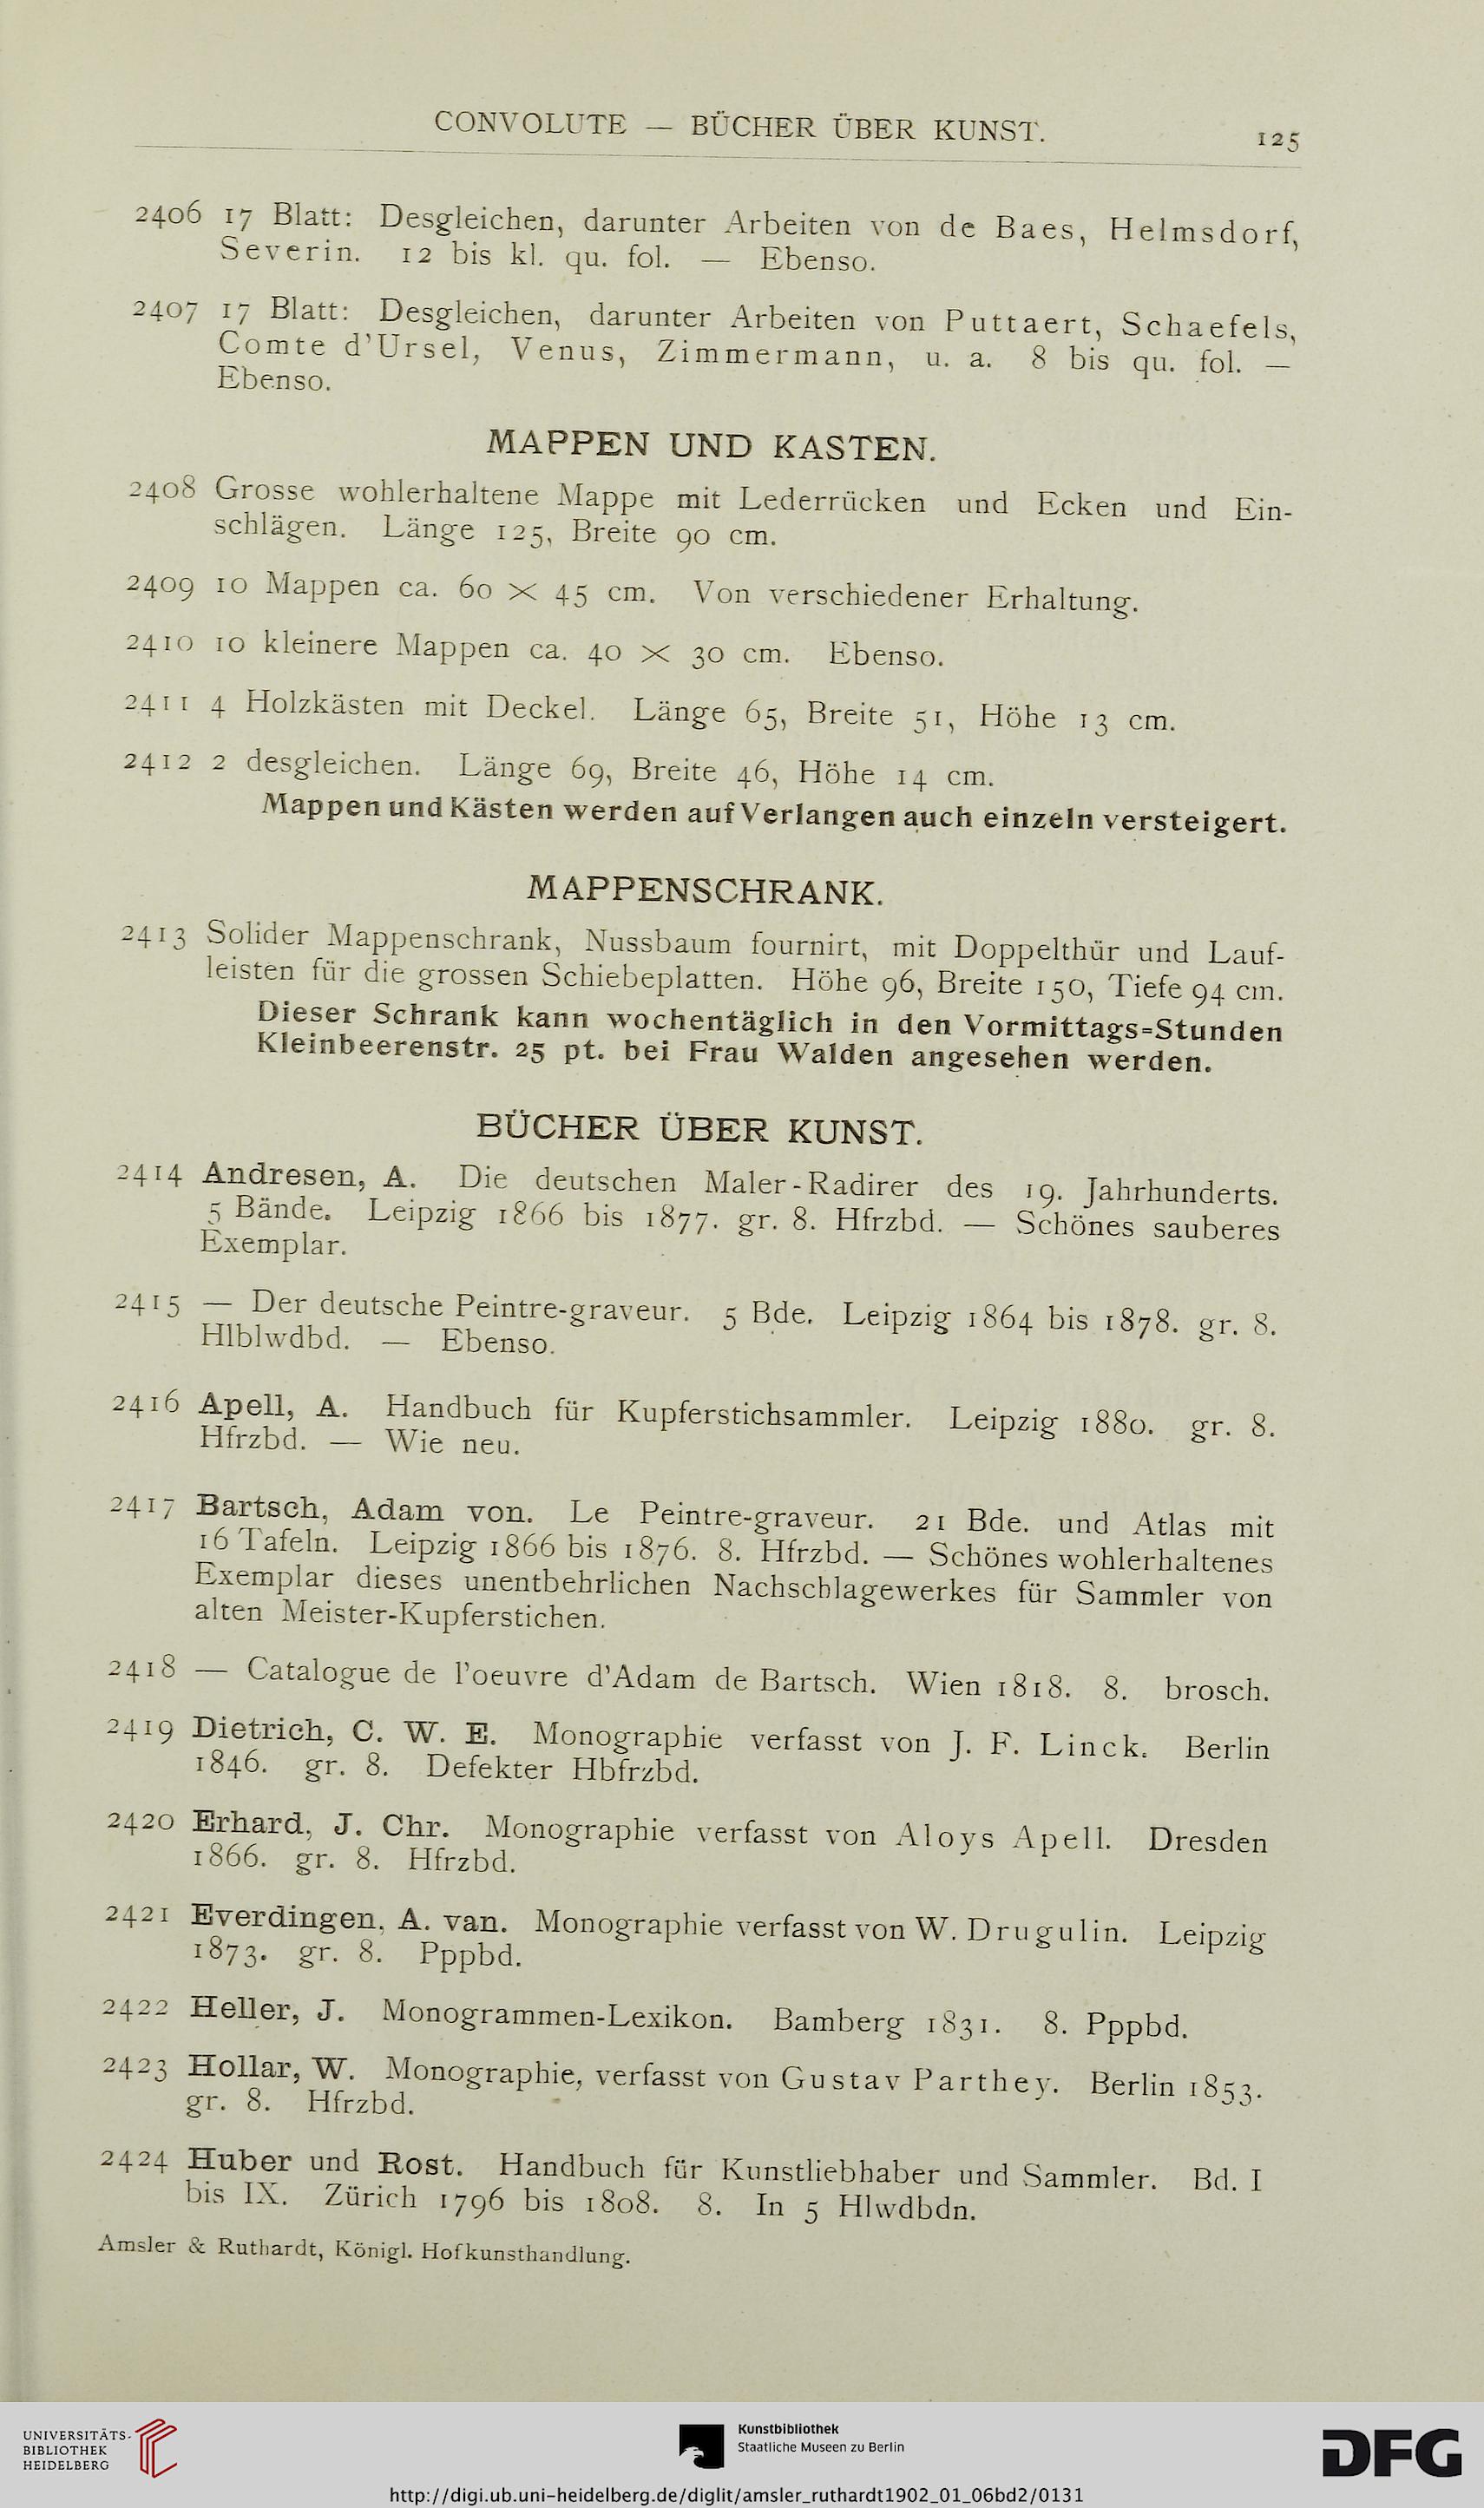 CONVOLUTE — BÜCHER ÜBER KUNST. 125
2406 17 Blatt: Desgleichen, darunter Arbeiten von de Baes, Helmsdorf,
Severin. 12 bis kl. qu. fol. — Ebenso.
2407 17 Blatt: Desgleichen, darunter Arbeiten von Puttaert, Schaefels,
Comte d'Ursel, Venus, Zimmermann, u. a. 8 bis qu. fol. —
Ebenso.
MAPPEN UND KASTEN.
2408 Grosse wohlerhaltene Mappe mit Lederrücken und Ecken und Ein-
schlägen. Länge 125, Breite 90 cm.
2409 10 Mappen ca. 60 × 45 cm. Von verschiedener Erhaltung.
2410 10 kleinere Mappen ca. 40 × 30 cm. Ebenso.
2411 4 Holzkästen mit Deckel. Länge 65, Breite 51, Höhe 13 cm.
2412 2 desgleichen. Länge 69, Breite 46, Höhe 14 cm.
Mappen und Kästen werden auf Verlangen auch einzeln versteigert.
MAPPENSCHRANK.
2413 Solider Mappenschrank, Nussbaum fournirt, mit Doppelthür und Lauf-
leisten für die grossen Schiebeplatten. Höhe 96, Breite 150, Tiefe 94 cm.
Dieser Schrank kann wochentäglich in den Vormittags=Stunden
Kleinbeerenstr. 25 pt. bei Frau Walden angesehen werden.
BÜCHER ÜBER KUNST.
2414 Andresen, A. Die deutschen Maler-Radirer des 19. Jahrhunderts.
5 Bände. Leipzig 1866 bis 1877. gr. 8. Hfrzbd. — Schönes sauberes
Exemplar.
2415 — Der deutsche Peintre-graveur. 5 Bde. Leipzig 1864 bis 1878. gr. 8.
Hlblwdbd. — Ebenso.
2416 Apell, A. Handbuch für Kupferstichsammler. Leipzig 1880. gr. 8.
Hfrzbd. — Wie neu.
2417 Bartsch, Adam von. Le Peintre-graveur. 21 Bde. und Atlas mit
16 Tafeln. Leipzig 1866 bis 1876. 8. Hfrzbd. — Schönes wohlerhaltenes
Exemplar dieses unentbehrlichen Nachschlagewerkes für Sammler von
alten Meister-Kupferstichen.
2418 — Catalogue de l'oeuvre d'Adam de Bartsch. Wien 1818. 8. brosch.
2419 Dietrich, C. W. E. Monographie verfasst von J. F. Linck. Berlin
1846. gr. 8. Defekter Hbfrzbd.
2420 Erhard, J. Chr. Monographie verfasst von Aloys Apell. Dresden
1866. gr. 8. Hfrzbd.
2421 Everdingen, A. van. Monographie verfasst von W. Drugulin. Leipzig
1873. gr. 8. Pppbd.
2422 Heller, J. Monogrammen-Lexikon. Bamberg 1831. 8. Pppbd.
2423 Hollar, W. Monographie, verfasst von Gustav Parthey. Berlin 1853.
gr. 8. Hfrzbd.
2424 Huber und Rost. Handbuch für Kunstliebhaber und Sammler. Bd. I
bis IX. Zürich 1796 bis 1808. 8. In 5 Hlwdbdn.
Amsler & Ruthardt, Königl. Hofkunsthandlung.
UNIVERSITÄTS-
BIBLIOTHEK
HEIDELBERG
Kunstbibliothek
Staatliche Museen zu Berlin
DFG
http://digi.ub.uni-heidelberg.de/diglit/amsler_ruthardt1902_01_06bd2/0131